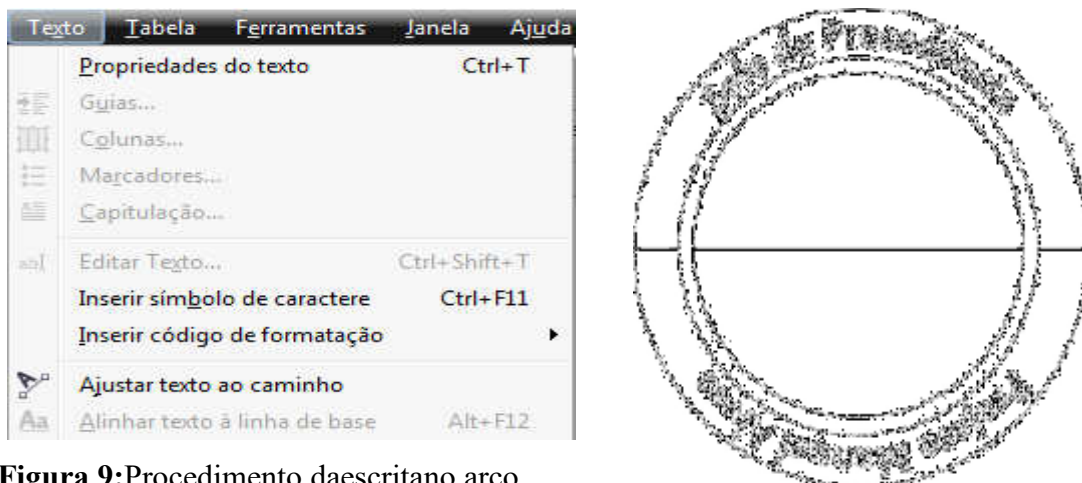 Texto Tabela Ferramentas Janela Ajuda
Propriedades do texto Ctrl+T
Guias...
Colunas...
Marcadores...
Capitulação...
ab[ Editar Texto... Ctrl+Shift+T
Inserir símbolo de caractere Ctrl+F11
Inserir código de formatação
Ajustar texto ao caminho
Aa Alinhar texto à linha de base Alt+F12
Figura 9:Procedimento daescritano arco